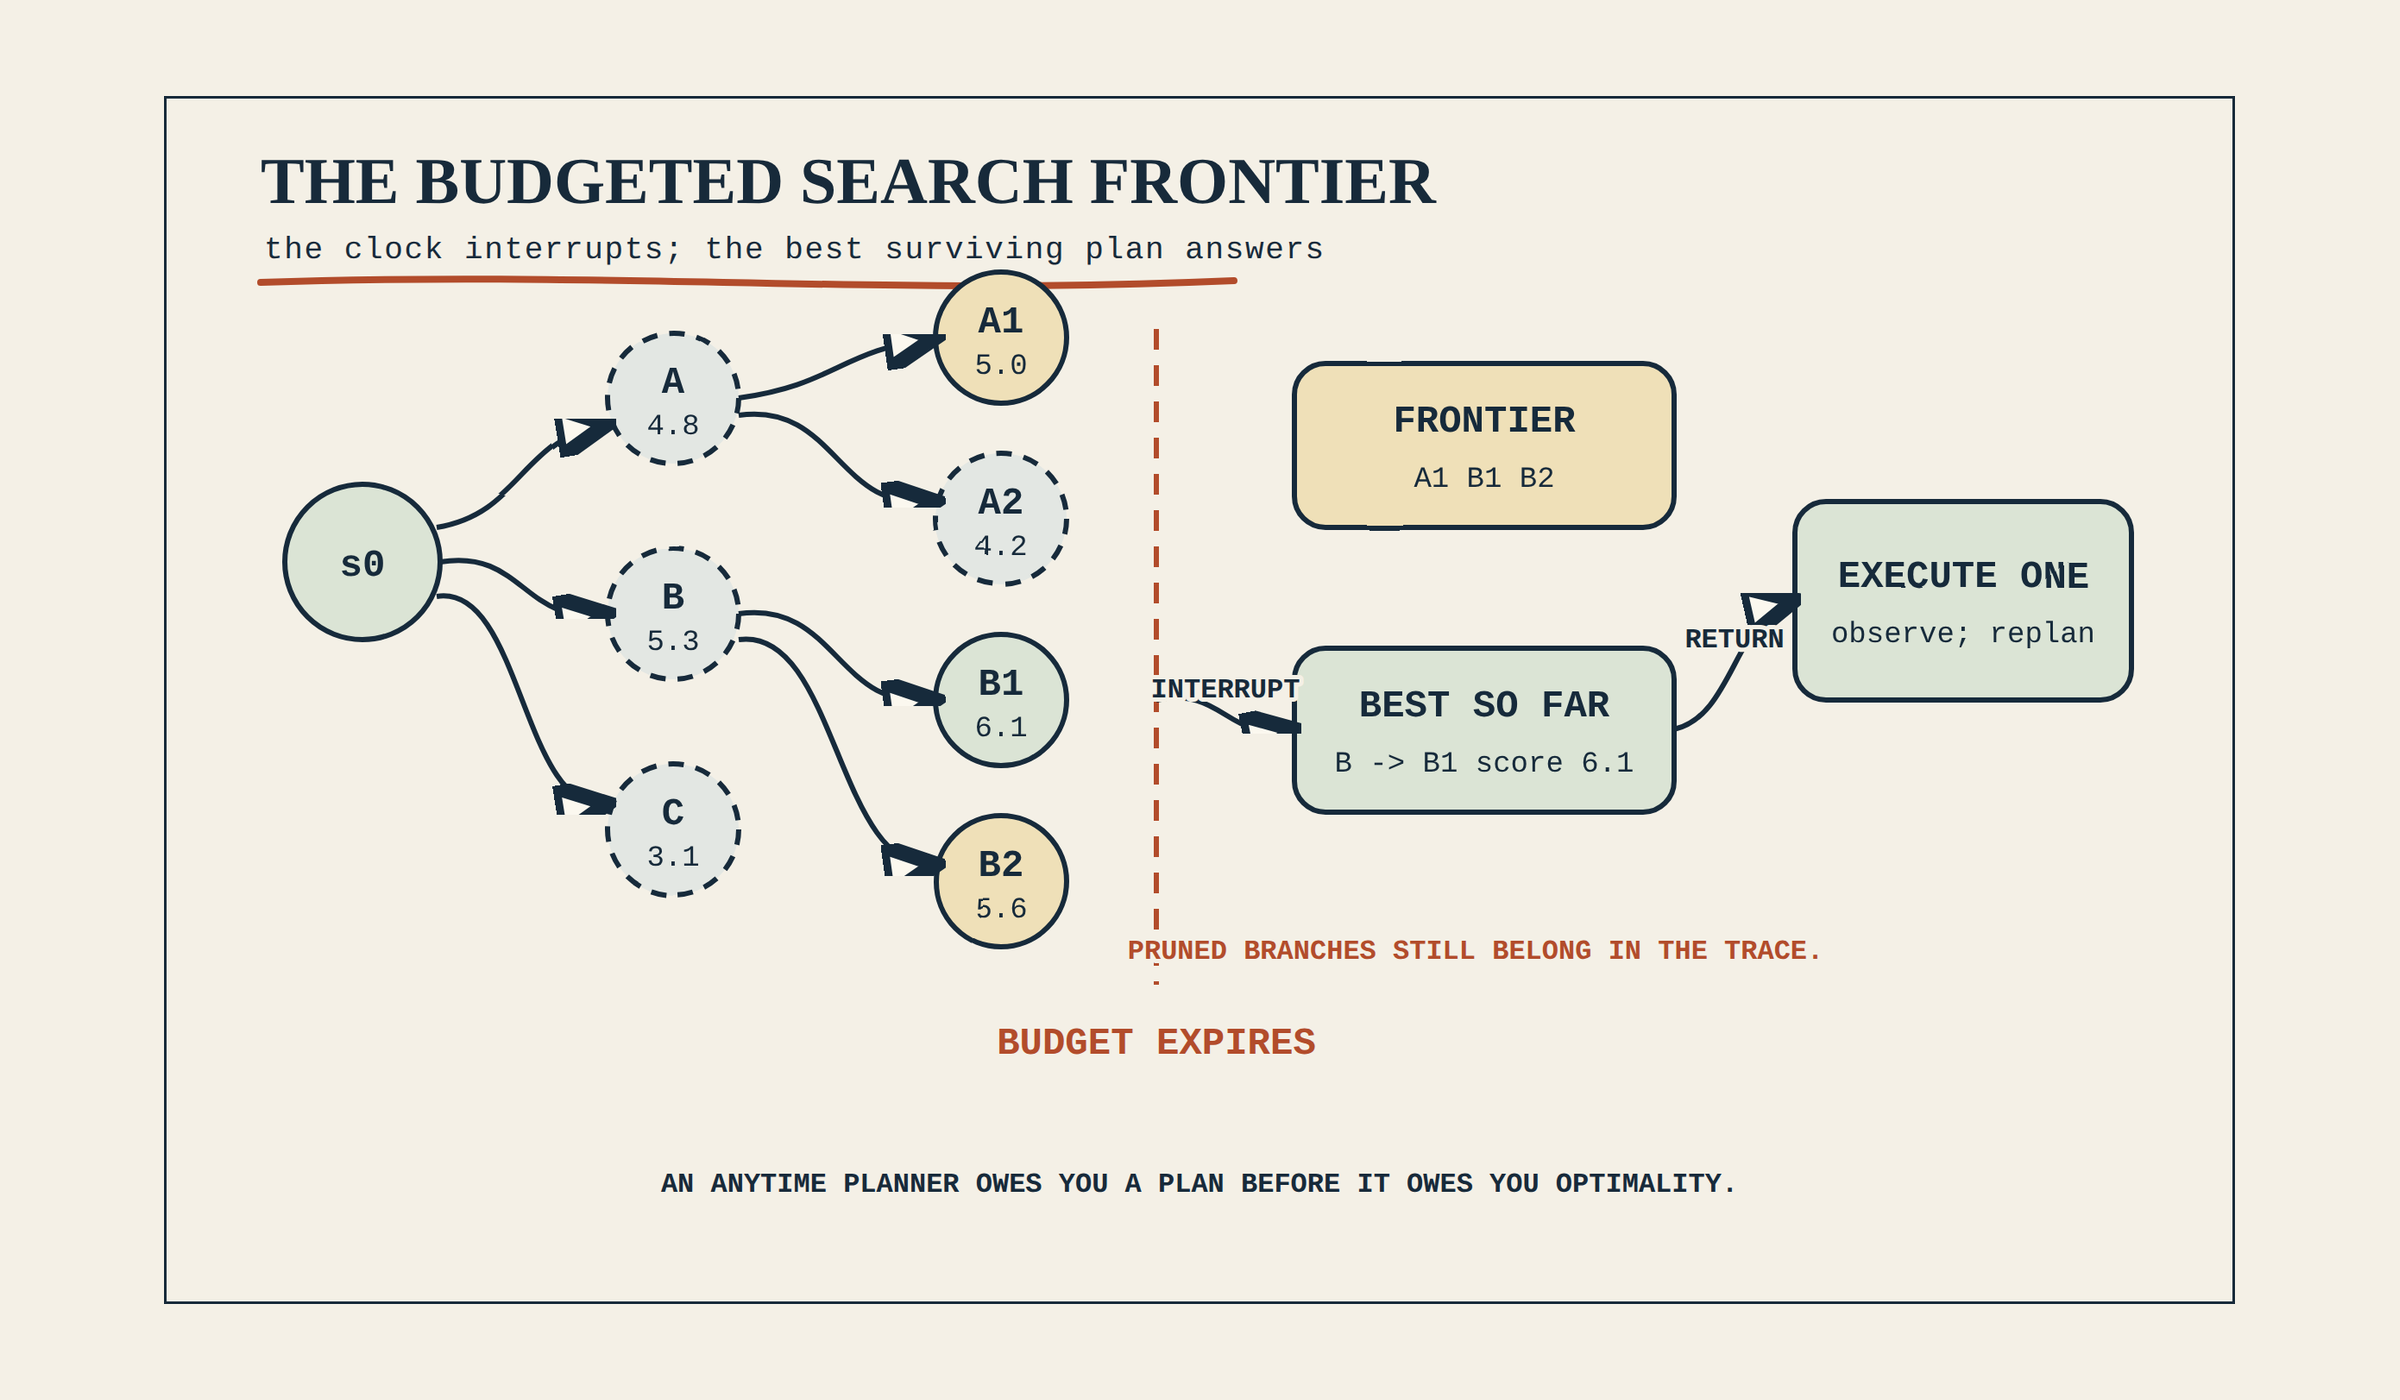 THE BUDGETED SEARCH FRONTIER
the clock interrupts; the best surviving plan answers
s0
A
4.8
B
5.3
C
3.1
A1
5.0
A2
4.2
B1
6.1
B2
5.6
FRONTIER
A1 B1 B2
INTERRUPT
BEST SO FAR
B -> B1 score 6.1
RETURN
EXECUTE ONE
observe; replan
PRUNED BRANCHES STILL BELONG IN THE TRACE.
BUDGET EXPIRES
AN ANYTIME PLANNER OWES YOU A PLAN BEFORE IT OWES YOU OPTIMALITY.